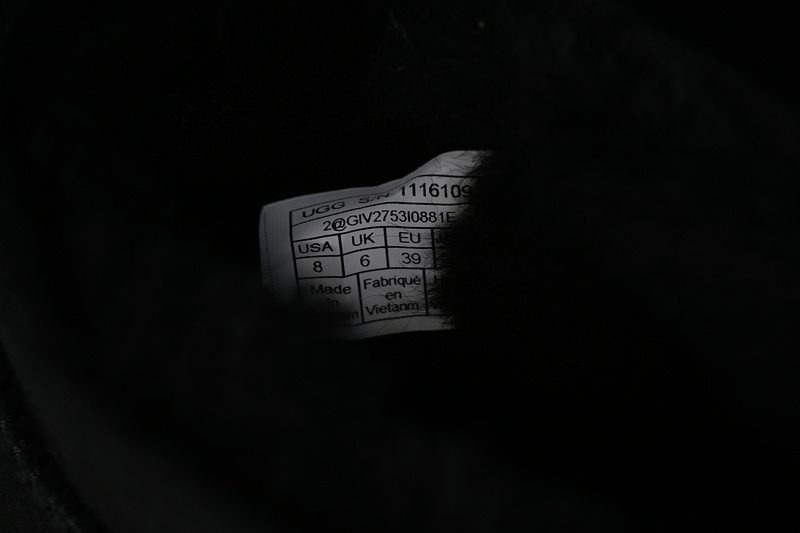 UGG S/N 1116109
2@GIV2753I0881E
USA UK EU
8 6 39
Made Fabriqué
in en
Vietanm